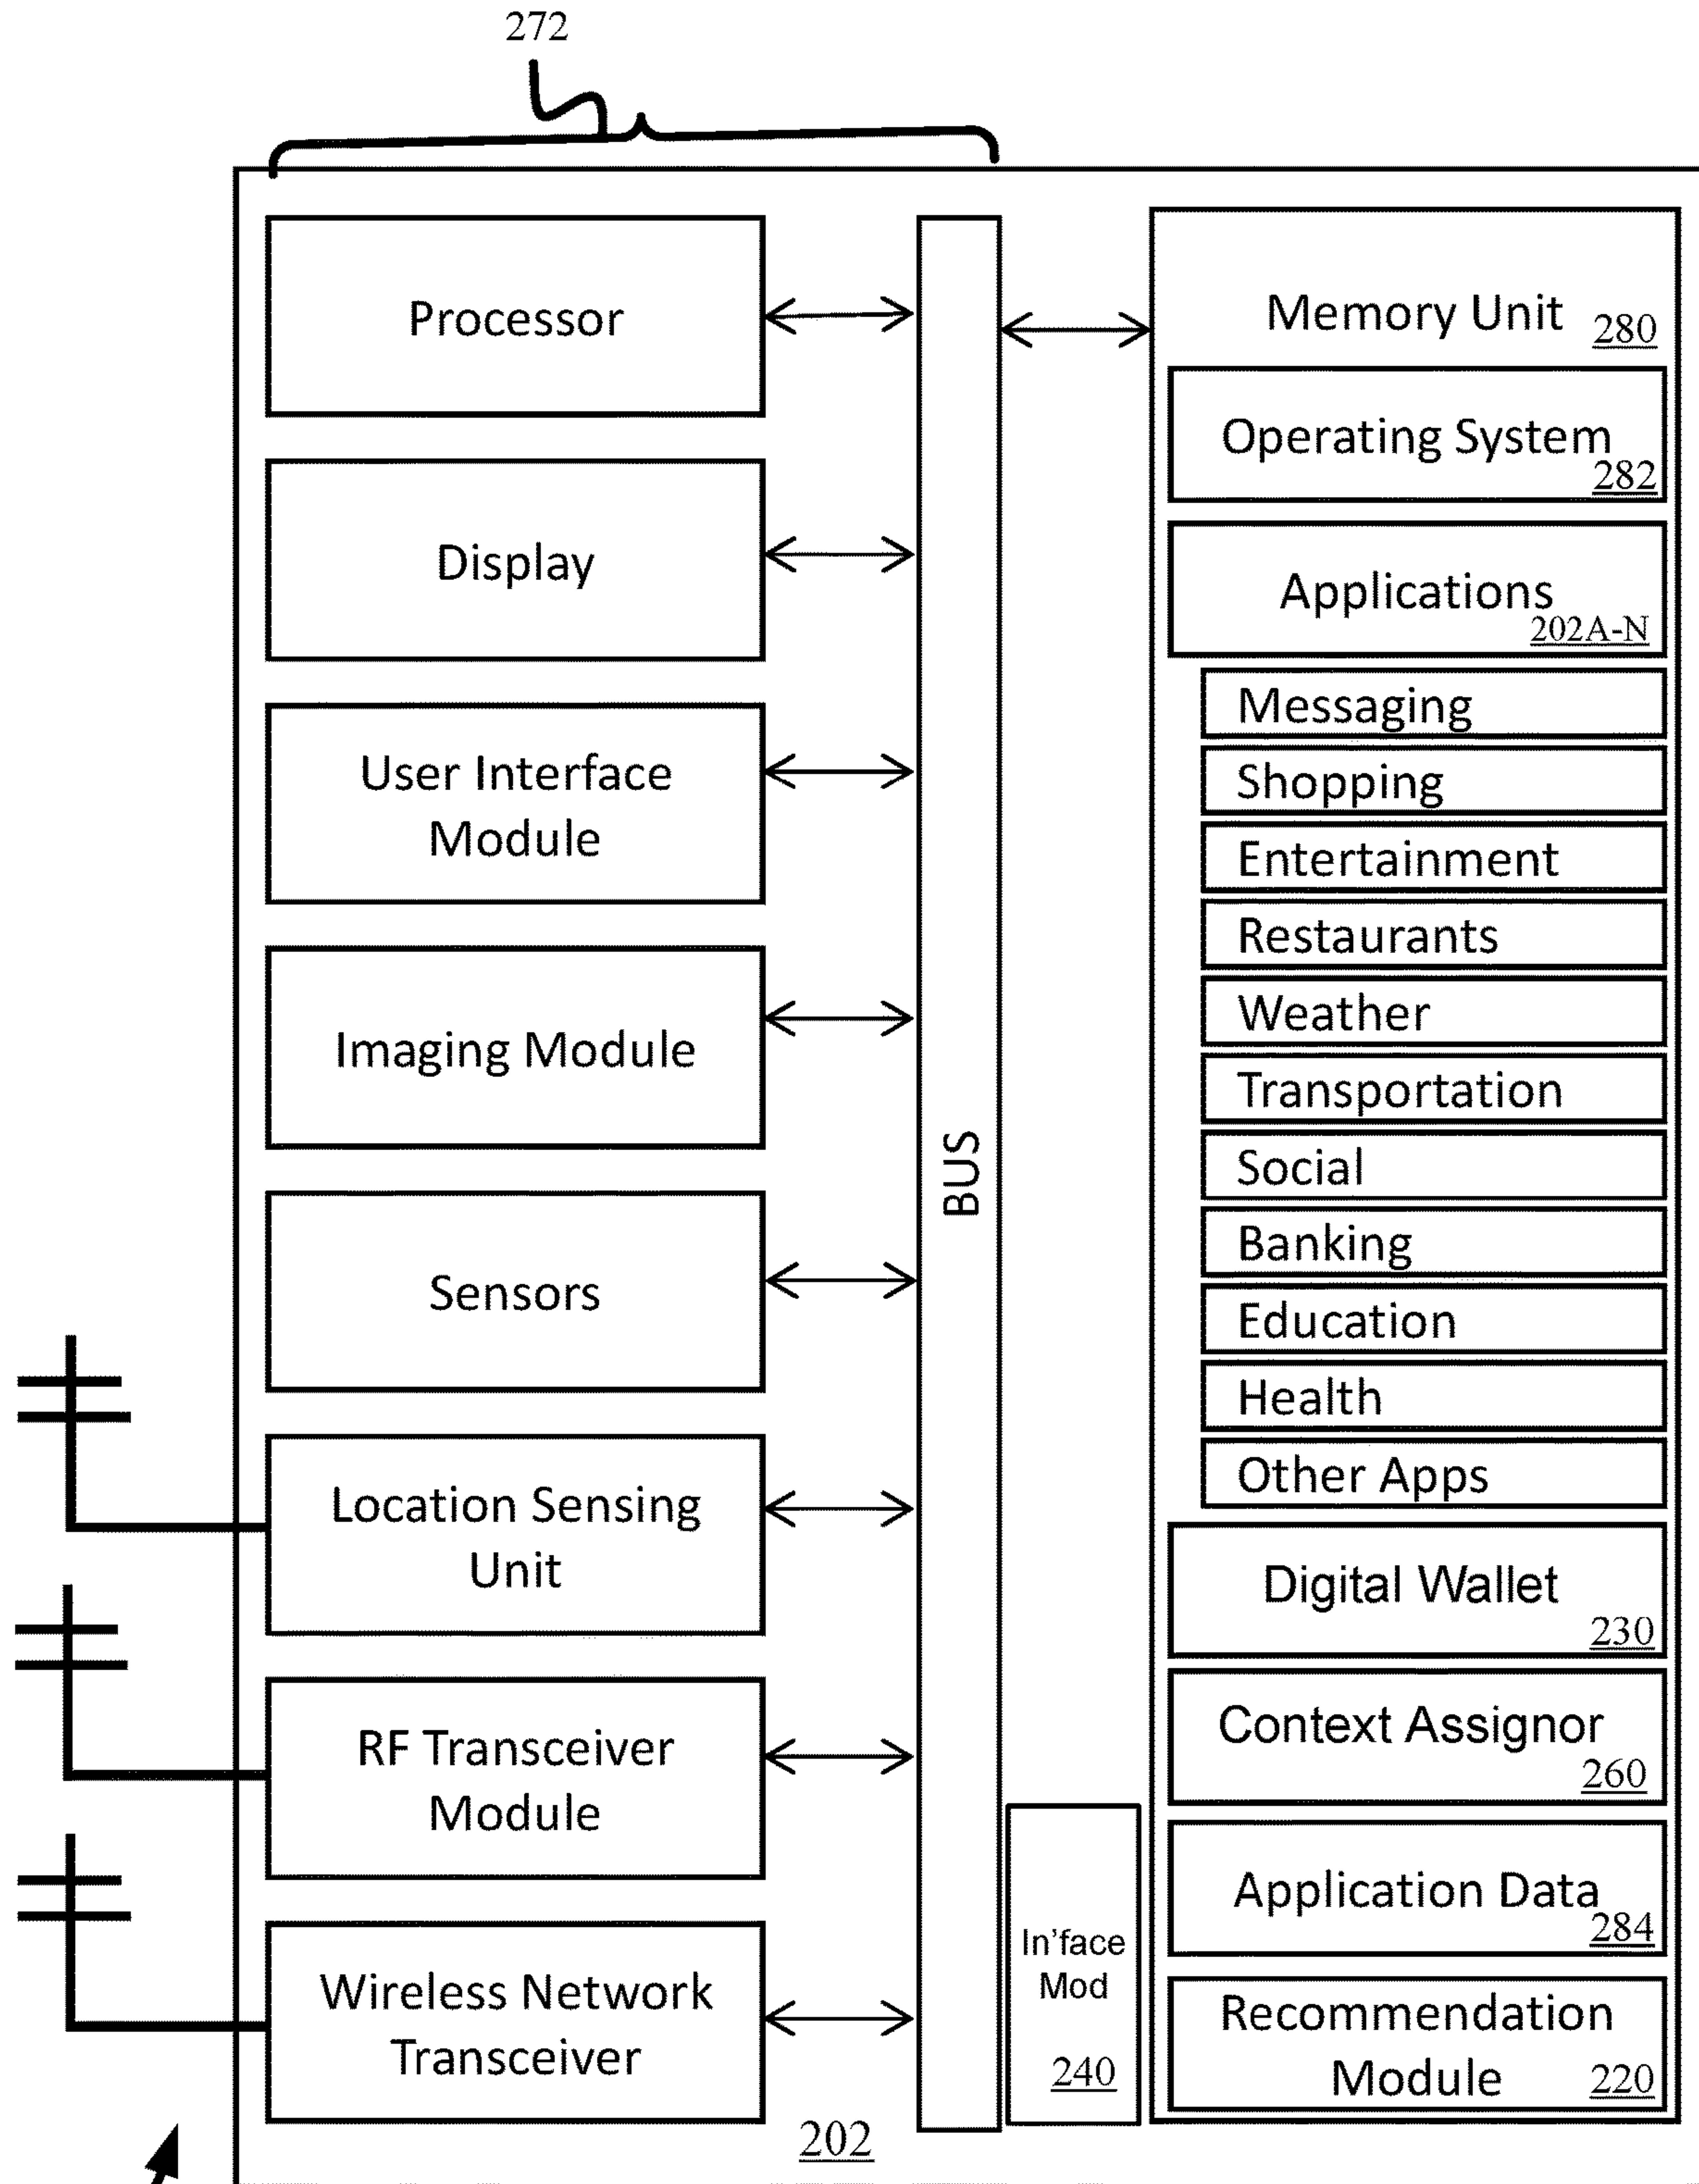 272
Processor
Display
User Interface
Module
Imaging Module
Sensors
Location Sensing
Unit
RF Transceiver
Module
Wireless Network
Transceiver
202
BUS
In'face
Mod
240
Memory Unit
280
Operating System
282
Applications
202A-N
Messaging
Shopping
Entertainment
Restaurants
Weather
Transportation
Social
Banking
Education
Health
Other Apps
Digital Wallet
230
Context Assignor
260
Application Data
284
Recommendation
Module 220